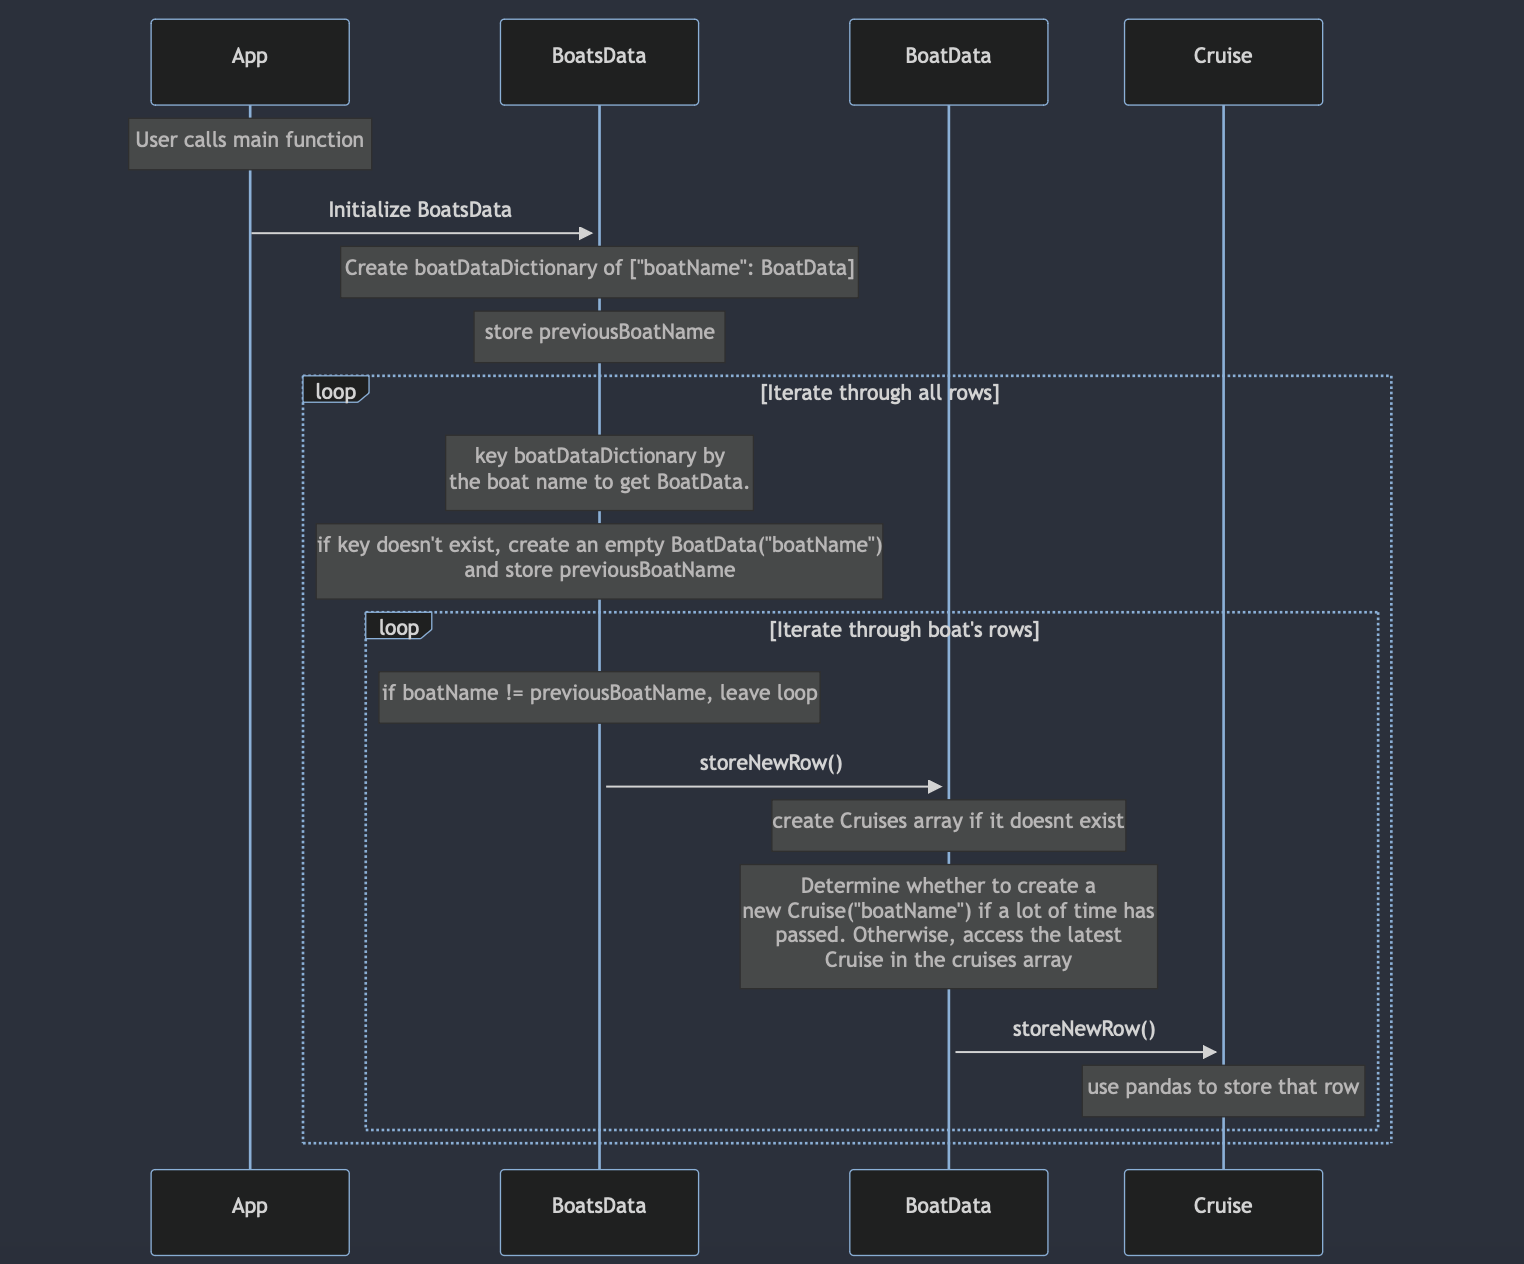 App
BoatsData
BoatData
Cruise
User calls main function
Initialize BoatsData
Create boatDataDictionary of ["boatName": BoatData]
store previousBoatName
loop
[Iterate through all rows]
key boatDataDictionary by
the boat name to get BoatData.
if key doesn't exist, create an empty BoatData("boatName")
and store previousBoatName
loop
[Iterate through boat's rows]
if boatName != previousBoatName, leave loop
storeNewRow()
create Cruises array if it doesnt exist
Determine whether to create a
new Cruise("boatName") if a lot of time has
passed. Otherwise, access the latest
Cruise in the cruises array
storeNewRow()
use pandas to store that row
App
BoatsData
BoatData
Cruise